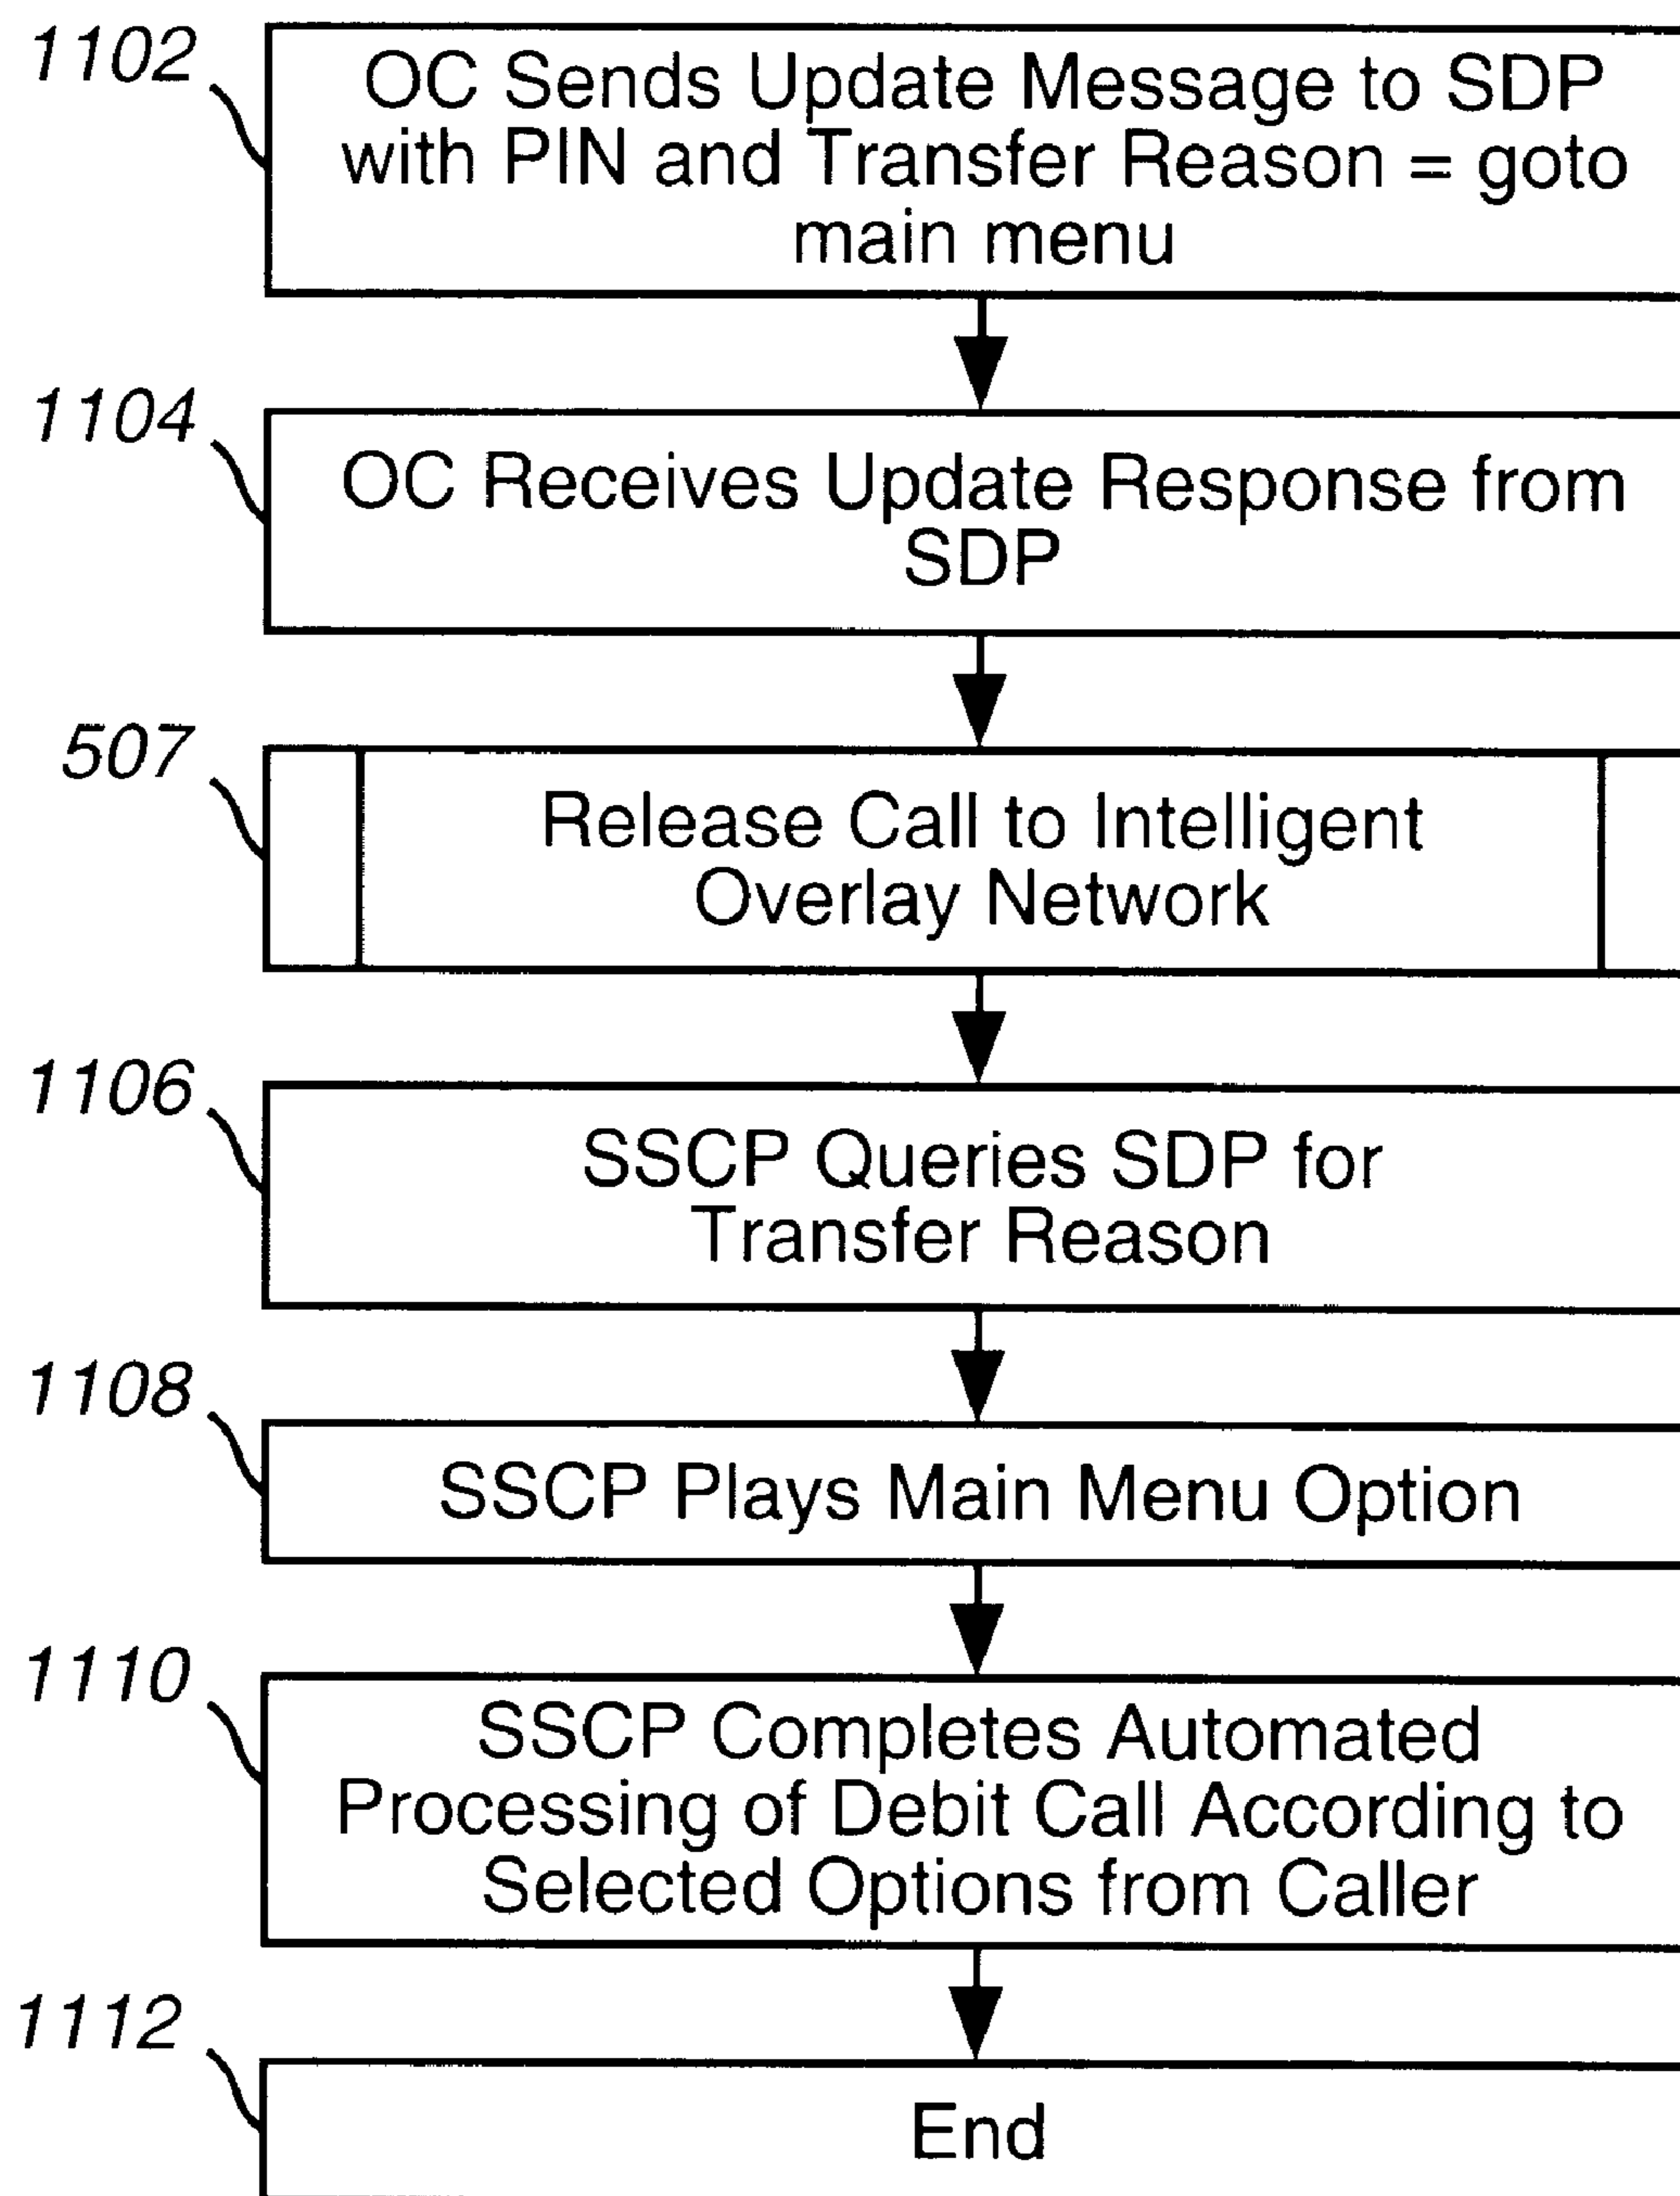 1102
OC Sends Update Message to SDP
with PIN and Transfer Reason = goto
main menu
1104
OC Receives Update Response from
SDP
507
Release Call to Intelligent
Overlay Network
1106
SSCP Queries SDP for
Transfer Reason
1108
SSCP Plays Main Menu Option
1110
SSCP Completes Automated
Processing of Debit Call According to
Selected Options from Caller
1112
End